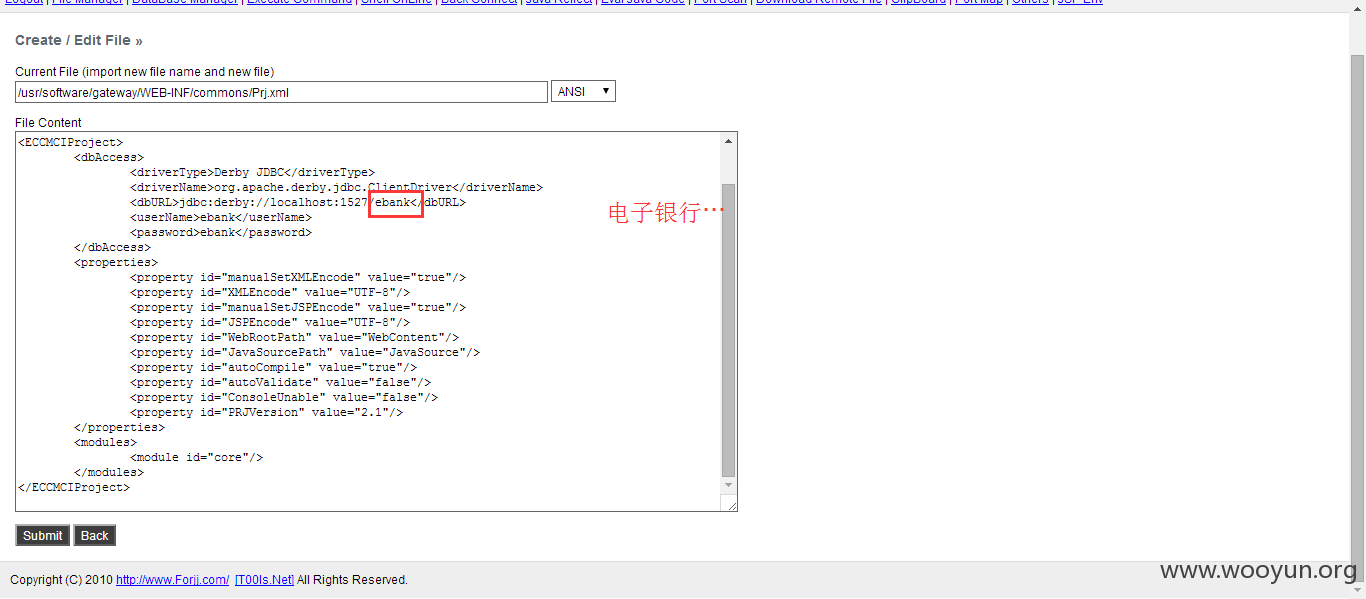 Logout | File Manager | DataBase Manager | Execute Command | Shell OnLine | Back Connect | Java Reflect | Eval Java Code | Port Scan | Download Remote File | ClipBoard | Port Map | Others | JSP Env
Create / Edit File »
Current File (import new file name and new file)
/usr/software/gateway/WEB-INF/commons/Prj.xml ANSI
File Content
<ECCMCIProject>
<dbAccess>
<driverType>Derby JDBC</driverType>
<driverName>org.apache.derby.jdbc.ClientDriver</driverName>
<dbURL>jdbc:derby://localhost:1527/ebank</dbURL>
电子银行…
<userName>ebank</userName>
<password>ebank</password>
</dbAccess>
<properties>
<property id="manualSetXMLEncode" value="true"/>
<property id="XMLEncode" value="UTF-8"/>
<property id="manualSetJSPEncode" value="true"/>
<property id="JSPEncode" value="UTF-8"/>
<property id="WebRootPath" value="WebContent"/>
<property id="JavaSourcePath" value="JavaSource"/>
<property id="autoCompile" value="true"/>
<property id="autoValidate" value="false"/>
<property id="ConsoleUnable" value="false"/>
<property id="PRJVersion" value="2.1"/>
</properties>
<modules>
<module id="core"/>
</modules>
</ECCMCIProject>
Submit Back
Copyright (C) 2010 http://www.Forjj.com/ [T00ls.Net] All Rights Reserved.
www.wooyun.org